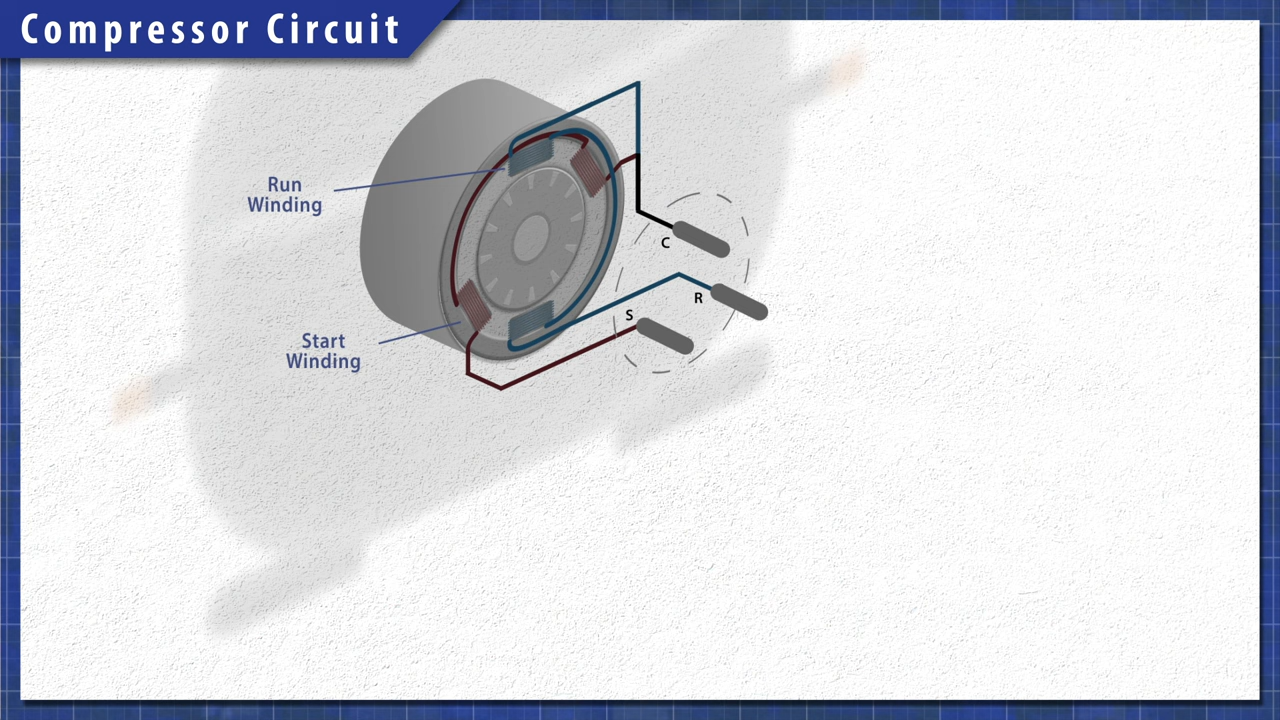 Compressor Circuit
Run
Winding
C
R
S
Start
Winding